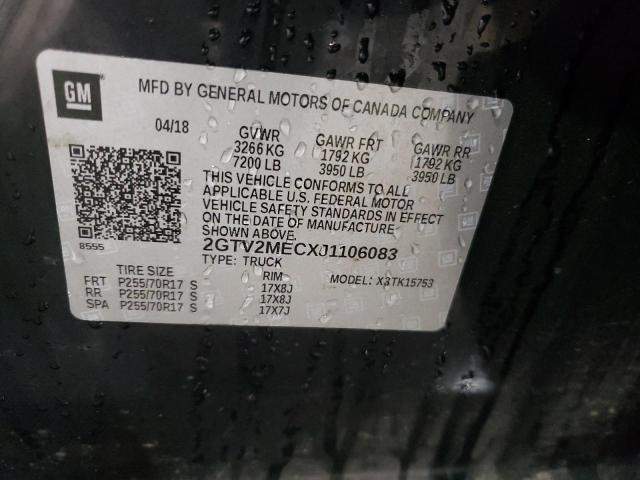 GM
MFD BY GENERAL MOTORS OF CANADA COMPANY
04/18 GVWR GAWR FRT GAWR RR
3266 KG 1792 KG 1792 KG
7200 LB 3950 LB 3950 LB
THIS VEHICLE CONFORMS TO ALL
APPLICABLE U.S. FEDERAL MOTOR
VEHICLE SAFETY STANDARDS IN EFFECT
ON THE DATE OF MANUFACTURE
SHOWN ABOVE.
8555 2GTV2MECXJ1106083
TYPE: TRUCK
TIRE SIZE RIM MODEL: X3TK15753
FRT P255/70R17 S 17X8J
RR P255/70R17 S 17X8J
SPA P255/70R17 S 17X7J